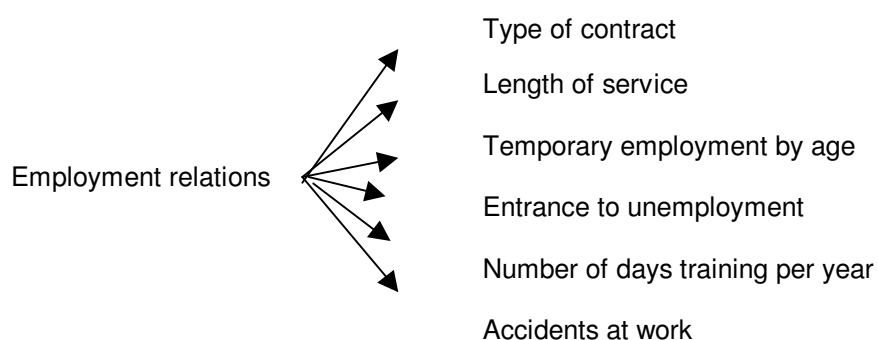 Type of contract
Length of service
Temporary employment by age
Employment relations
Entrance to unemployment
Number of days training per year
Accidents at work